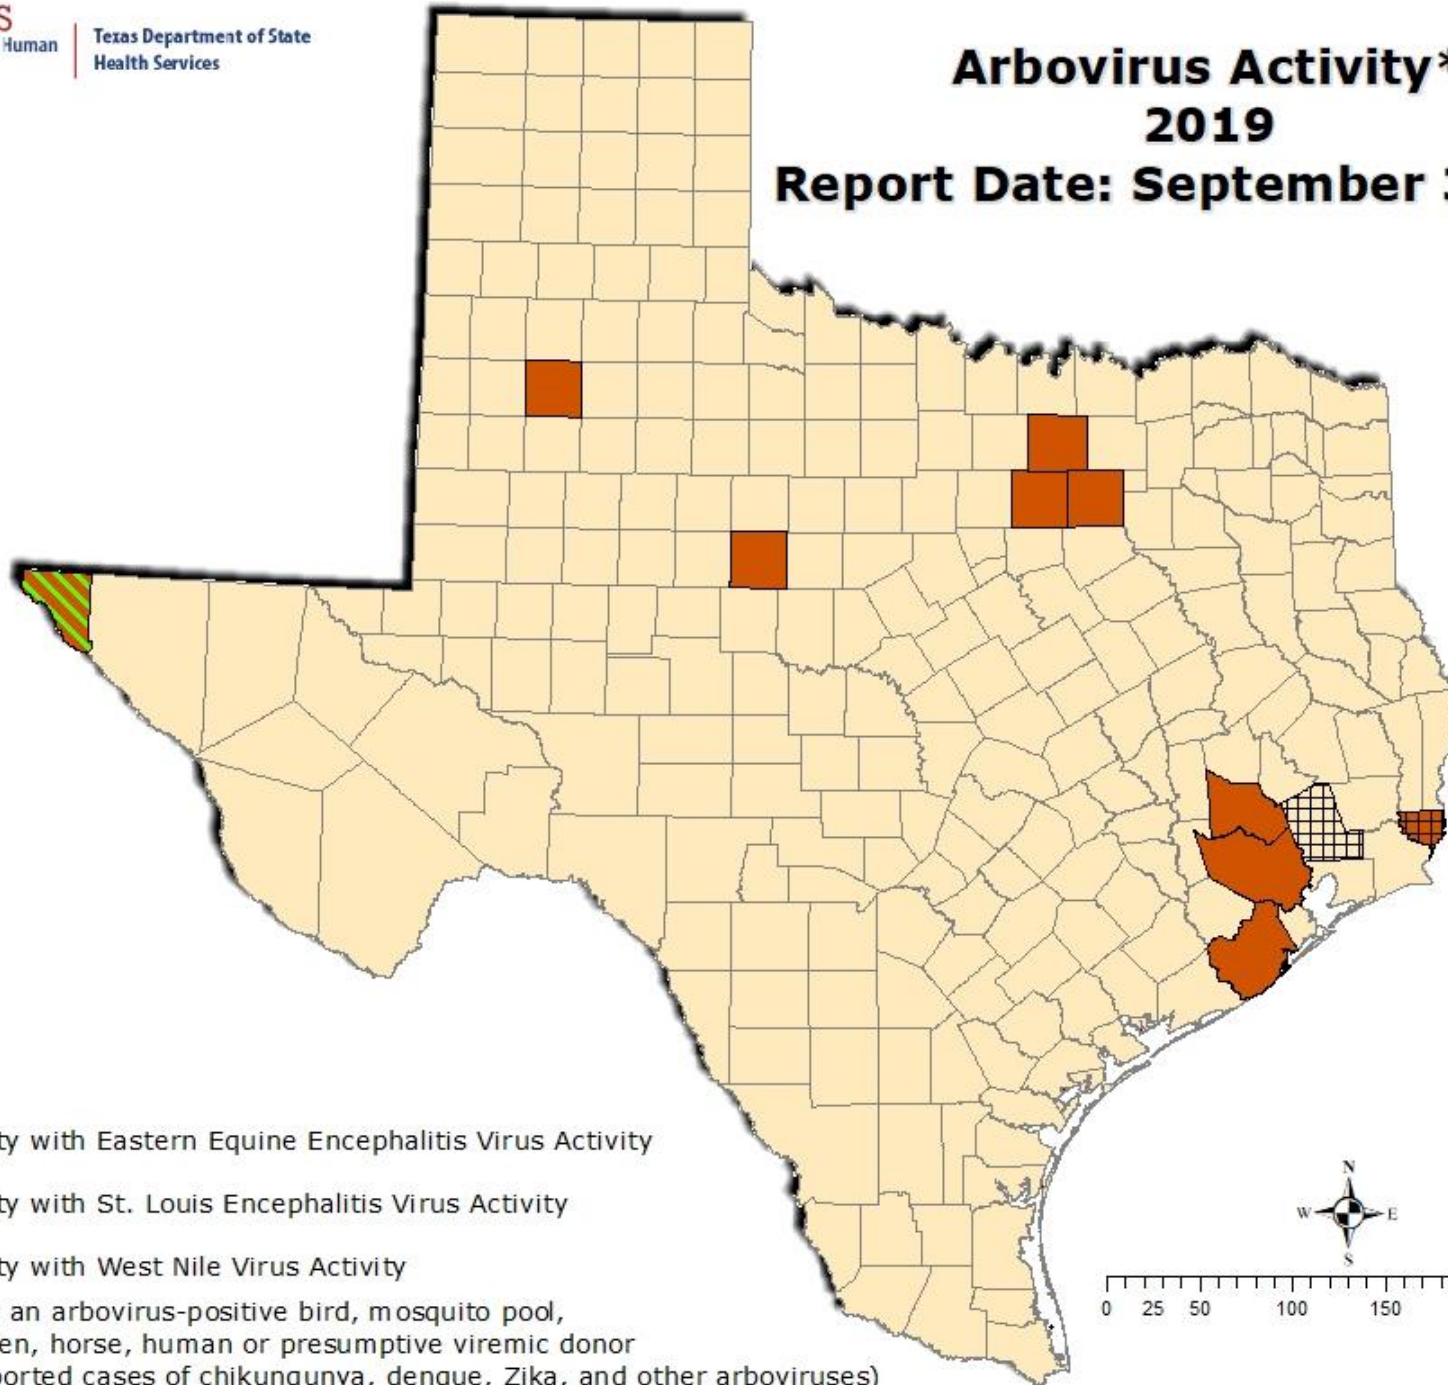 S
Human
Texas Department of State
Health Services
Arbovirus Activity*
2019
Report Date: September
ty with Eastern Equine Encephalitis Virus Activity
ty with St. Louis Encephalitis Virus Activity
ty with West Nile Virus Activity
an arbovirus-positive bird, mosquito pool,
en, horse, human or presumptive viremic donor
ported cases of chikungunya, dengue, Zika, and other arboviruses)
N
W E
S
0 25 50 100 150